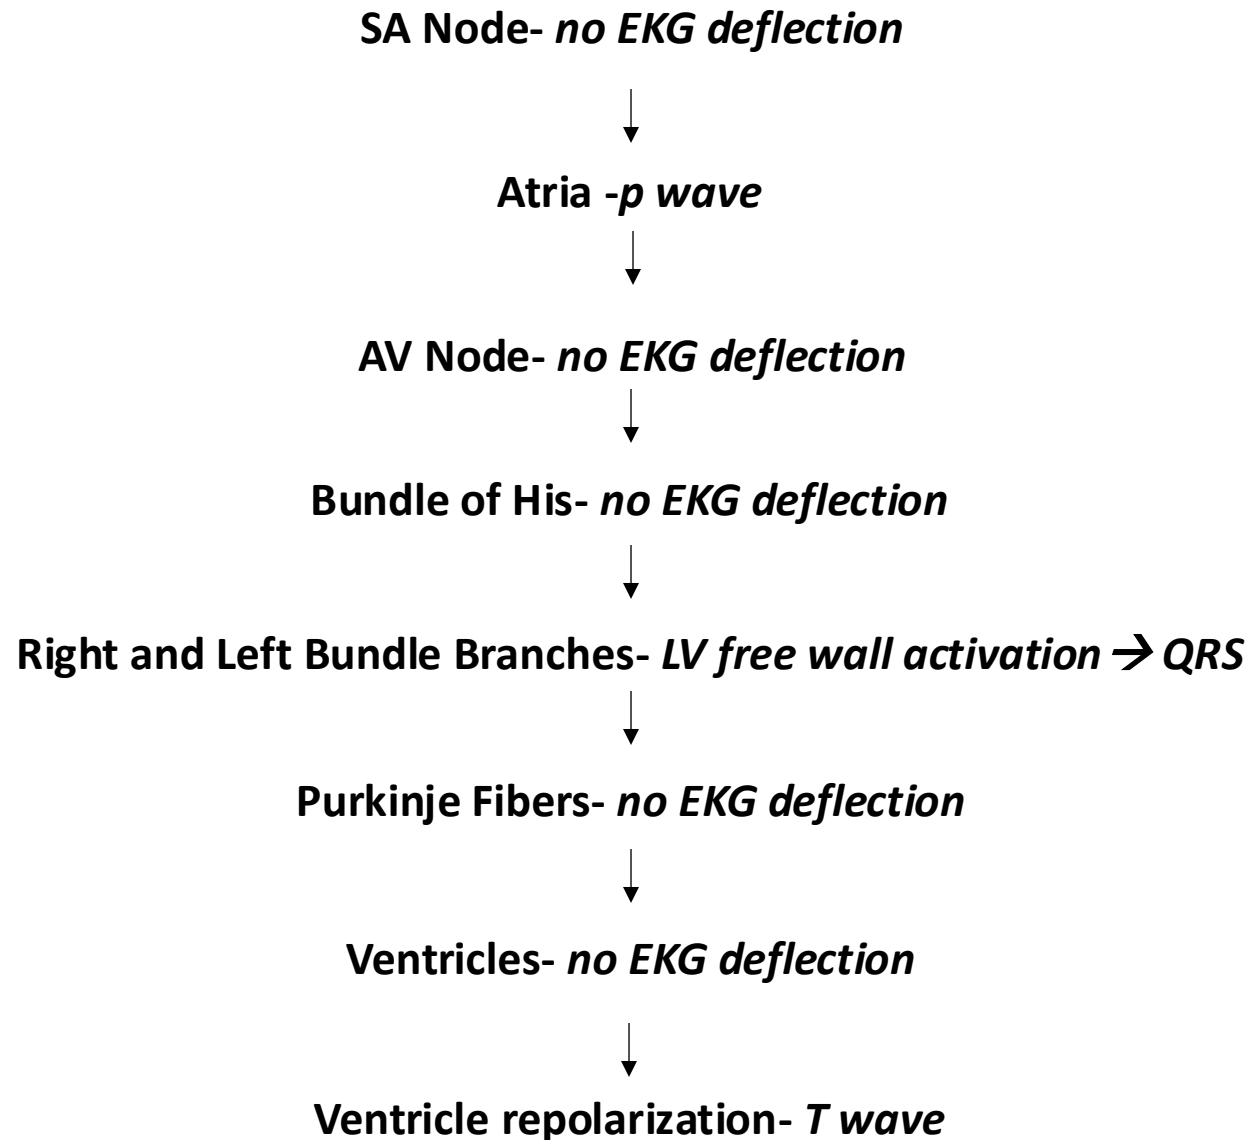 SA Node- no EKG deflection
Atria -p wave
AV Node- no EKG deflection
Bundle of His- no EKG deflection
Right and Left Bundle Branches- LV free wall activation → QRS
Purkinje Fibers- no EKG deflection
Ventricles- no EKG deflection
Ventricle repolarization- T wave